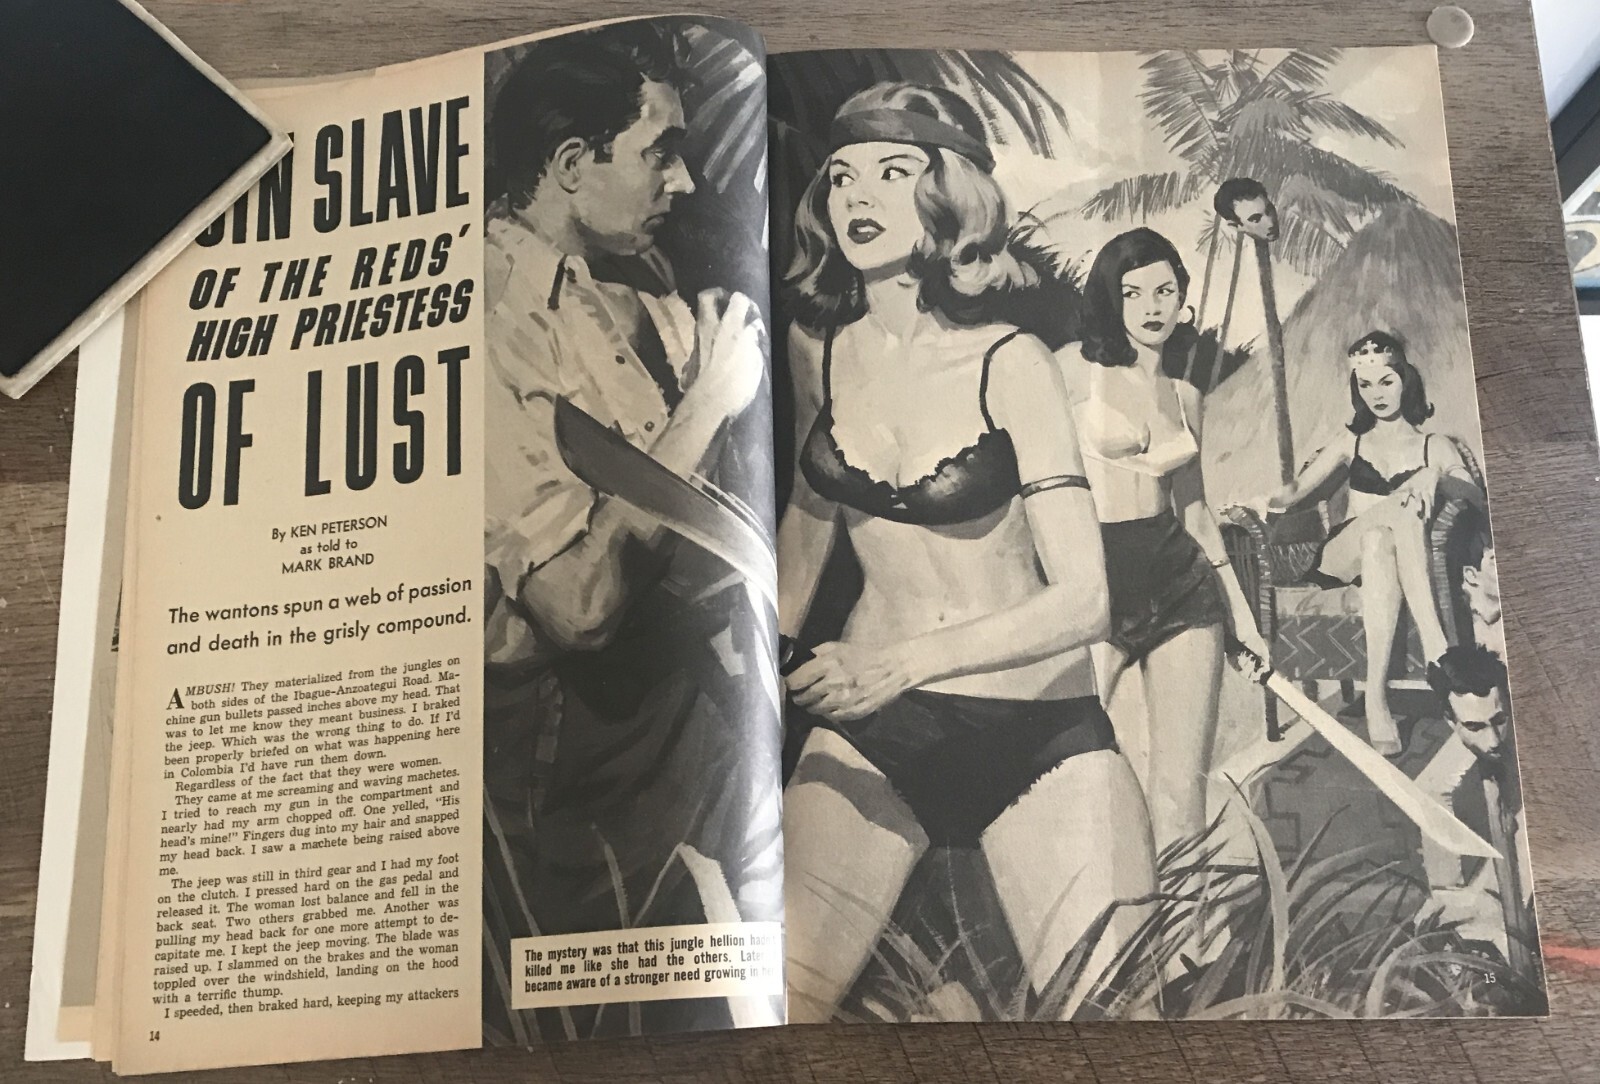 SLAVE
OF THE REDS'
HIGH PRIESTESS
OF LUST
By KEN PETERSON
as told to
MARK BRAND
The wantons spun a web of passion
and death in the grisly compound.
AMBUSH! They materialized from the jungles on
both sides of the Ibague-Anzoategui Road. Ma-
chine gun bullets passed inches above my head. That
was to let me know they meant business. I braked
the jeep. Which was the wrong thing to do. If I'd
been properly briefed on what was happening here
in Colombia I'd have run them down.
Regardless of the fact that they were women.
They came at me screaming and waving machetes.
I tried to reach my gun in the compartment and
nearly had my arm chopped off. One yelled, "His
head's mine!" Fingers dug into my hair and snapped
my head back. I saw a machete being raised above
me.
The jeep was still in third gear and I had my foot
on the clutch. I pressed hard on the gas pedal and
released it. The woman lost balance and fell in the
back seat. Two others grabbed me. Another was
pulling my head back for one more attempt to de-
capitate me. I kept the jeep moving. The blade was
raised up. I slammed on the brakes and the woman
toppled over the windshield, landing on the hood
with a terrific thump.
I speeded, then braked hard, keeping my attackers
14
The mystery was that this jungle hellion
killed me like she had the others.
became aware of a stronger need growing in
15